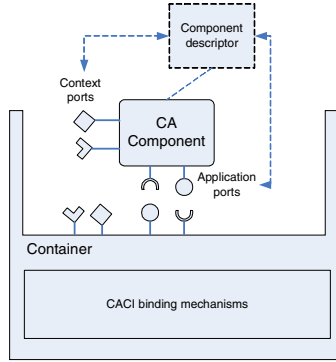 Component
descriptor
Context
ports
CA
Component
Application
ports
Container
CACI binding mechanisms